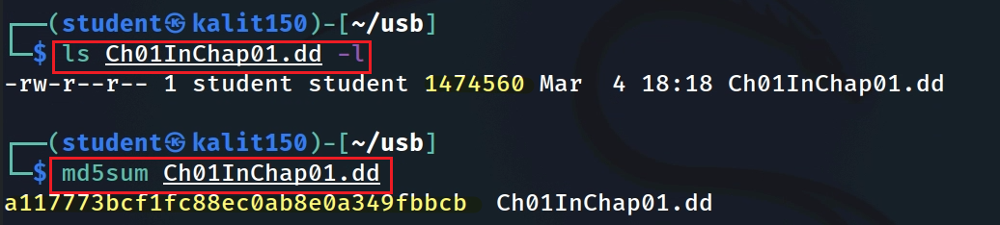 ┌──(student㉿kalit150)-[~/usb]
└─$ ls Ch01InChap01.dd -l
-rw-r--r-- 1 student student 1474560 Mar  4 18:18 Ch01InChap01.dd
┌──(student㉿kalit150)-[~/usb]
└─$ md5sum Ch01InChap01.dd
a117773bcf1fc88ec0ab8e0a349fbbcb  Ch01InChap01.dd